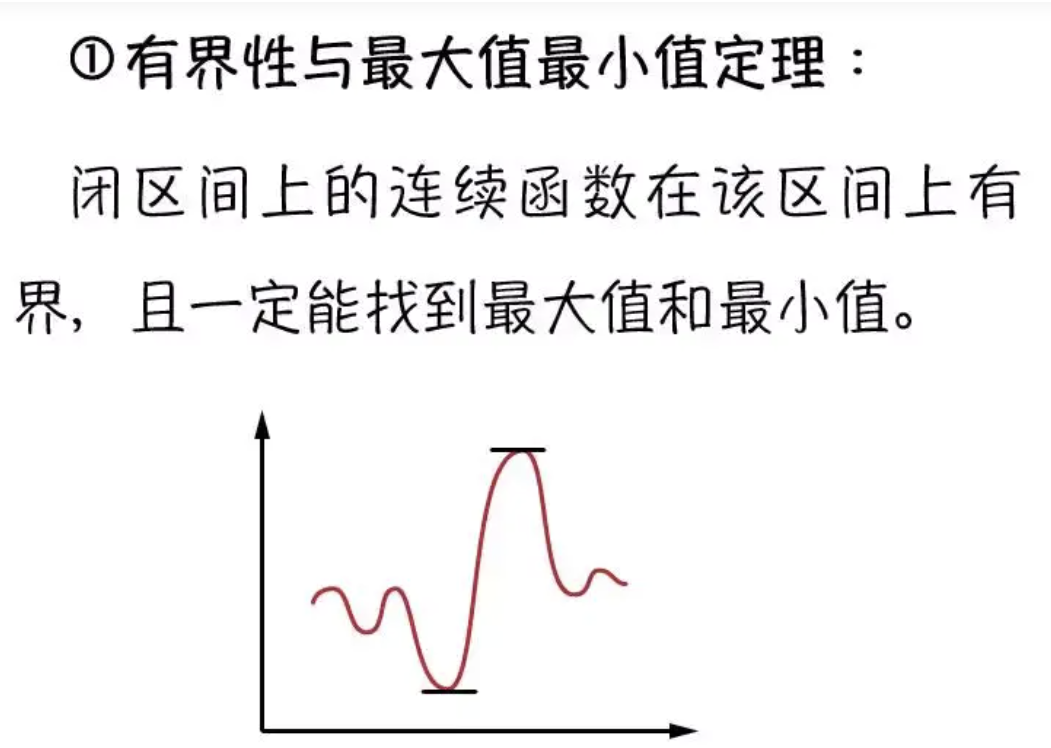 ①有界性与最大值最小值定理：
闭区间上的连续函数在该区间上有
界，且一定能找到最大值和最小值。